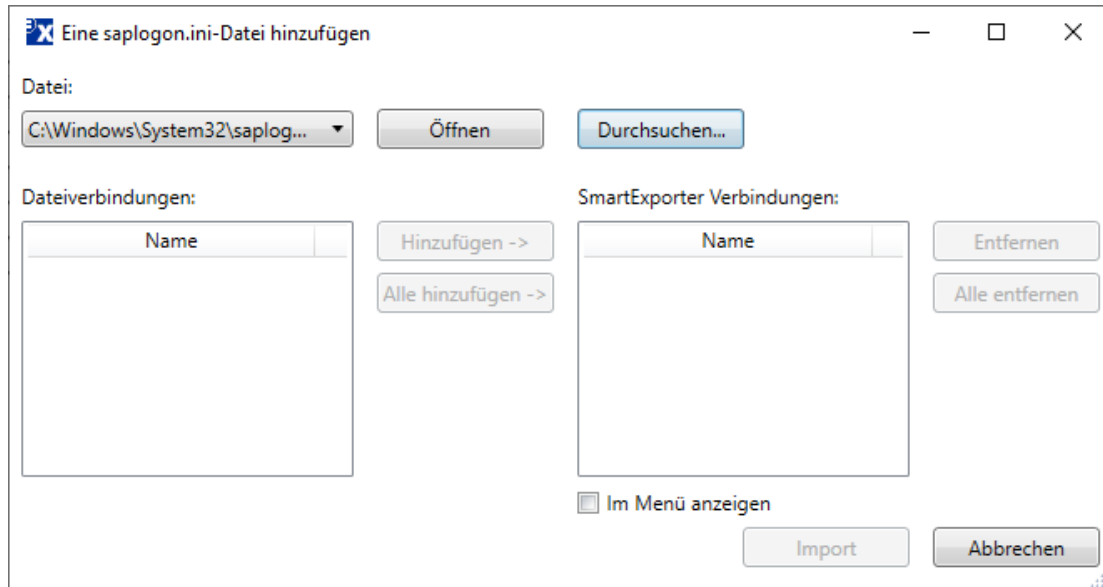 Eine saplogon.ini-Datei hinzufügen
Datei:
C:\Windows\System32\saplog...
Öffnen
Durchsuchen...
Dateiverbindungen:
SmartExporter Verbindungen:
Name
Hinzufügen ->
Name
Entfernen
Alle hinzufügen ->
Alle entfernen
Im Menü anzeigen
Import
Abbrechen